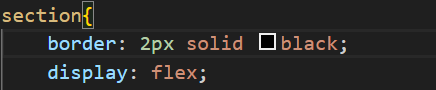 section{
border: 2px solid black;
display: flex;